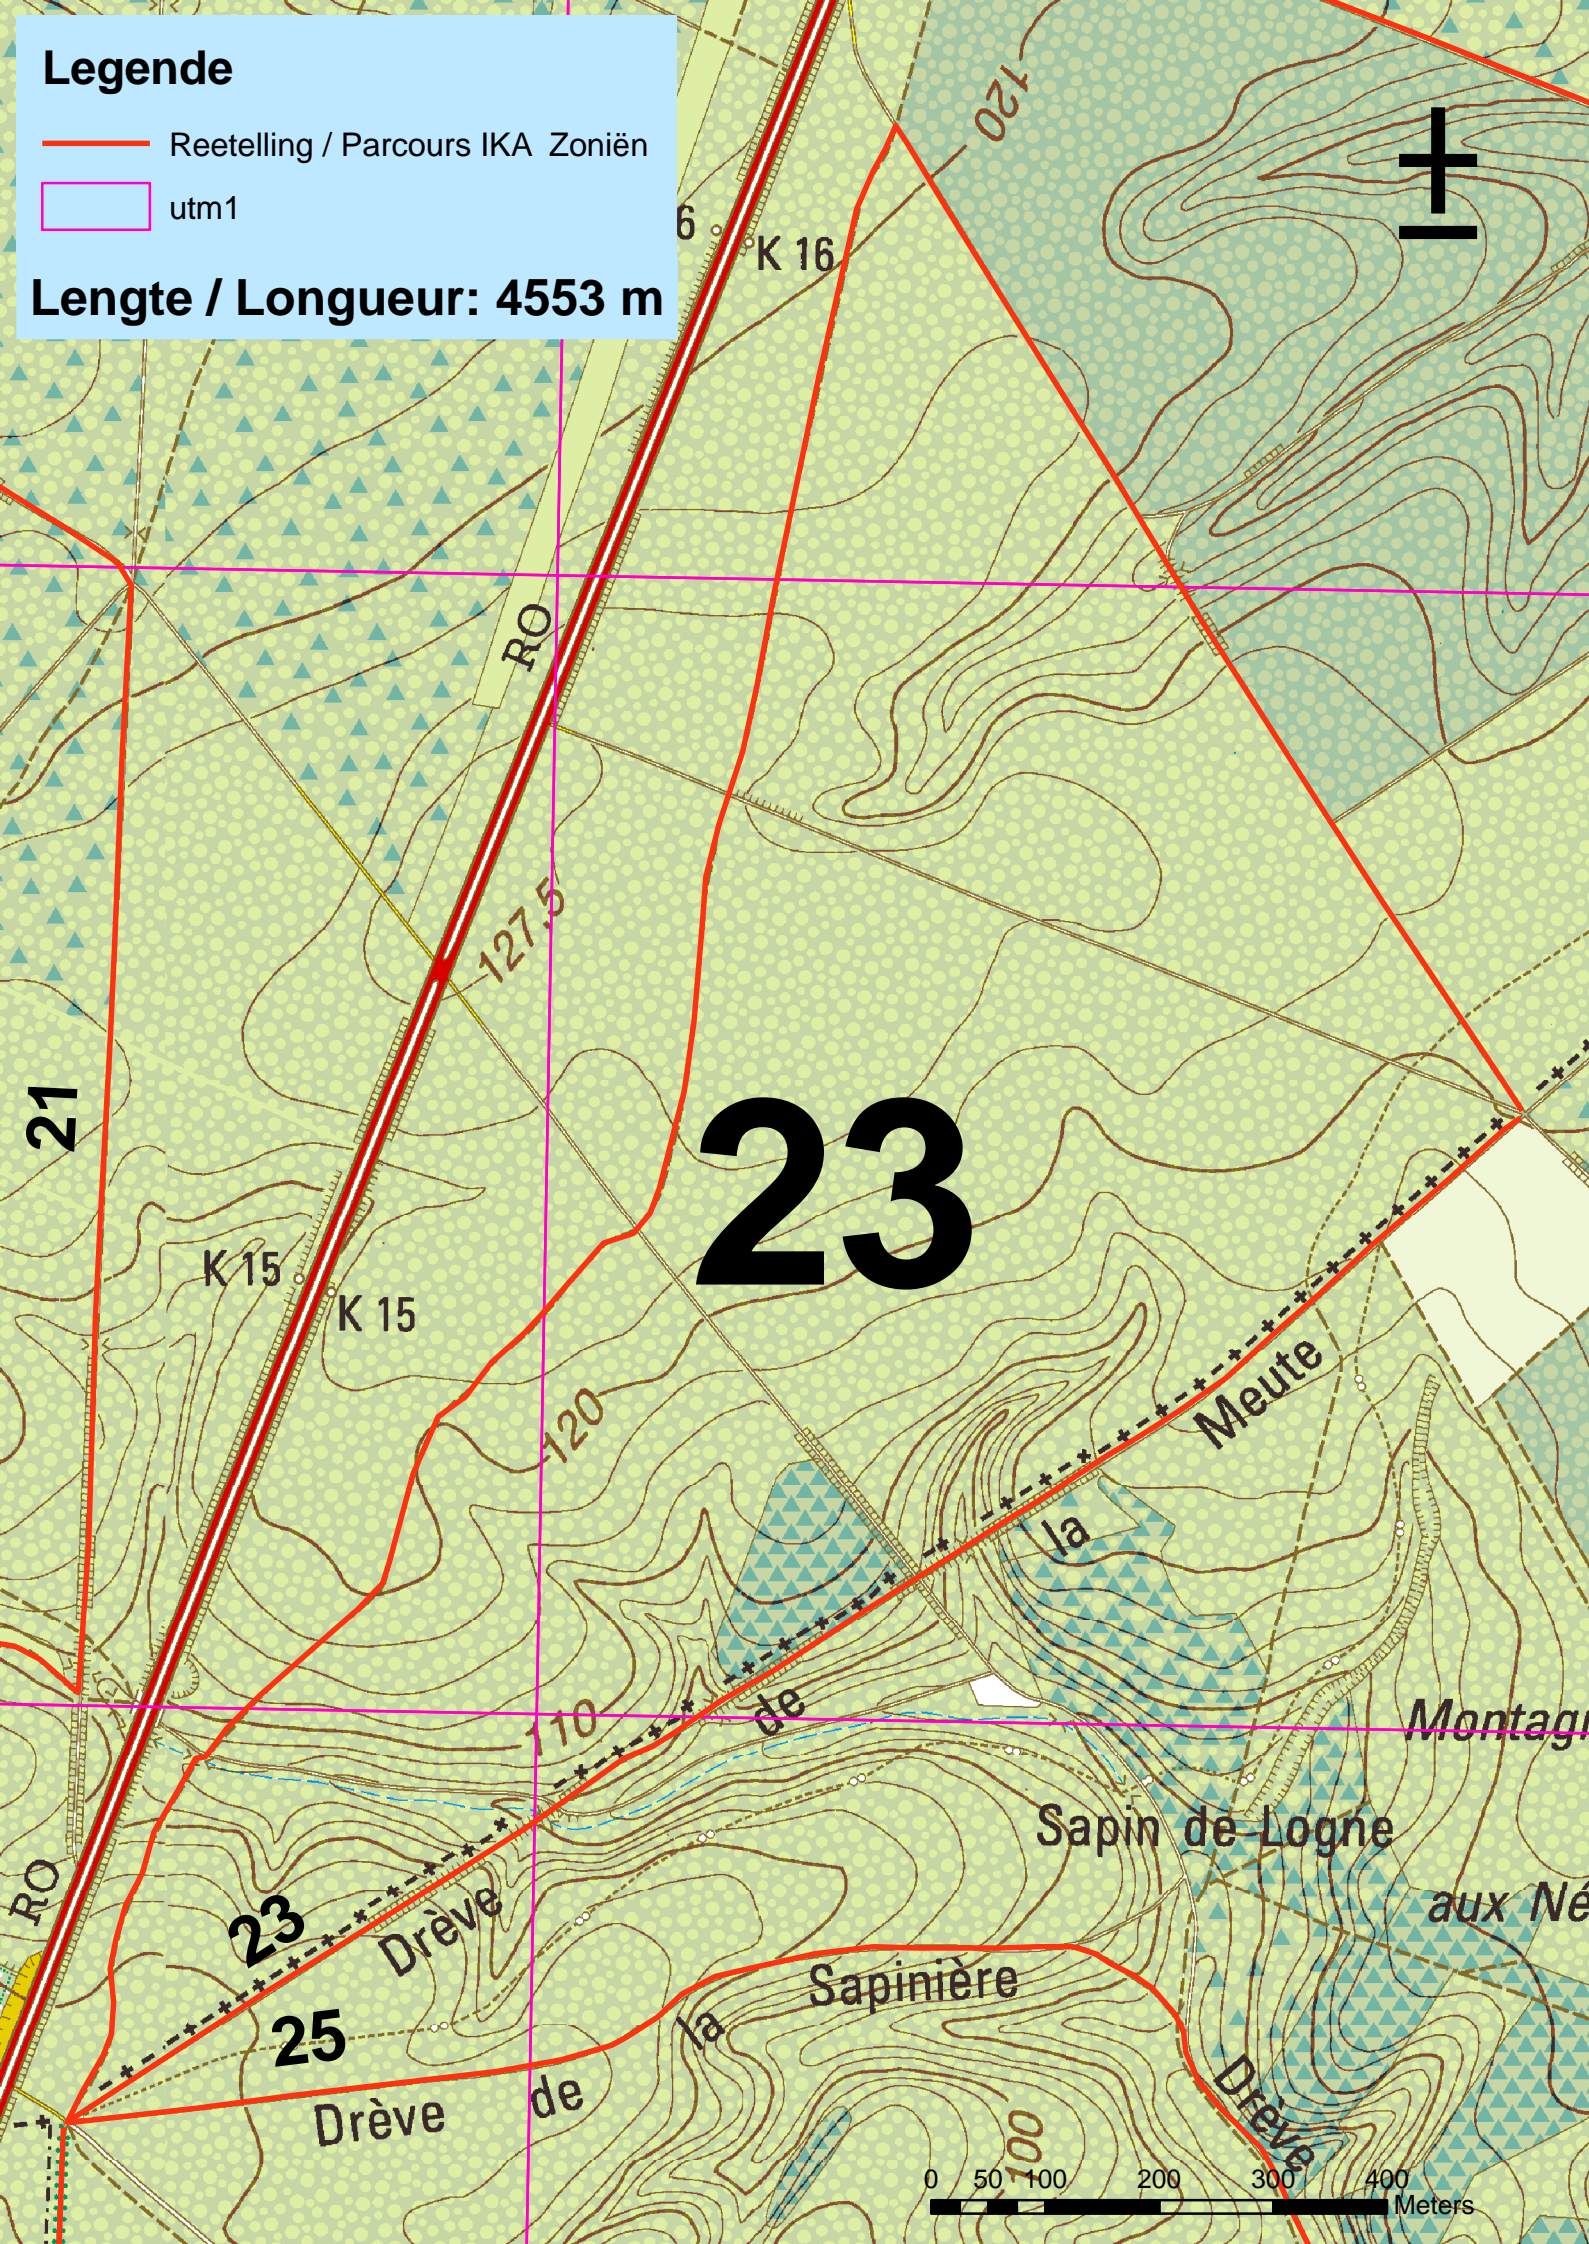 Legende
Reetelling / Parcours IKA Zoniën
utm1
Lengte / Longueur: 4553 m
120
6
K 16
RO
127,5
21
23
K 15
K 15
120
Meute
la
de
110
Montagn
Sapin de Logne
aux Né
RO
23
Drève
25
Sapinière
la
de
Drève
Drève
100
0 50 100 200 300 400
Meters